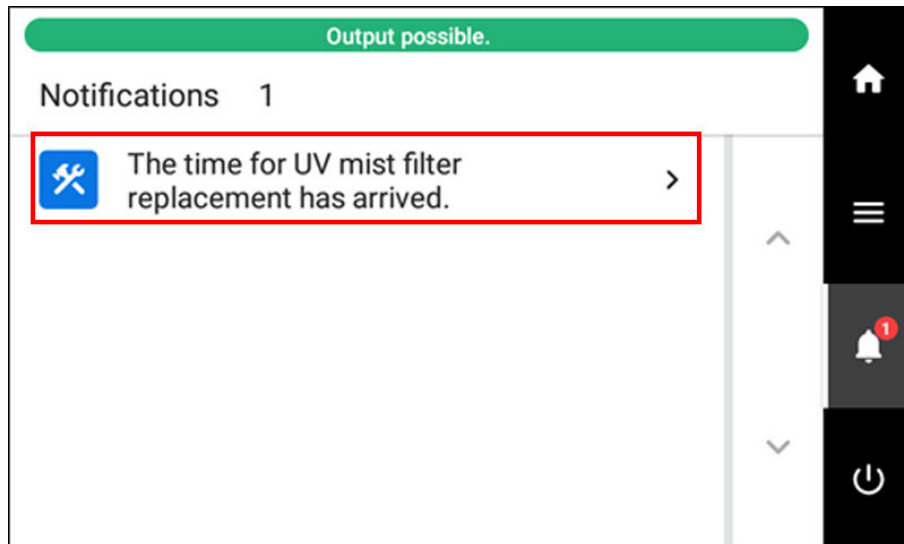 Output possible.
Notifications 1
The time for UV mist filter
replacement has arrived.
1